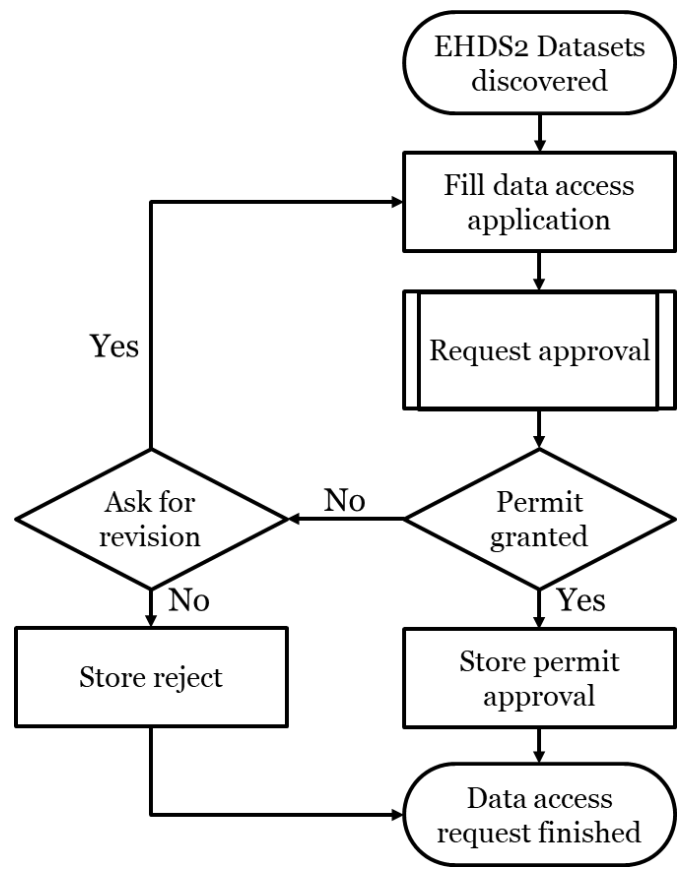 EHDS2 Datasets
discovered
Fill data access
application
Yes
Request approval
Ask for
revision
No
Permit
granted
No
Yes
Store reject
Store permit
approval
Data access
request finished